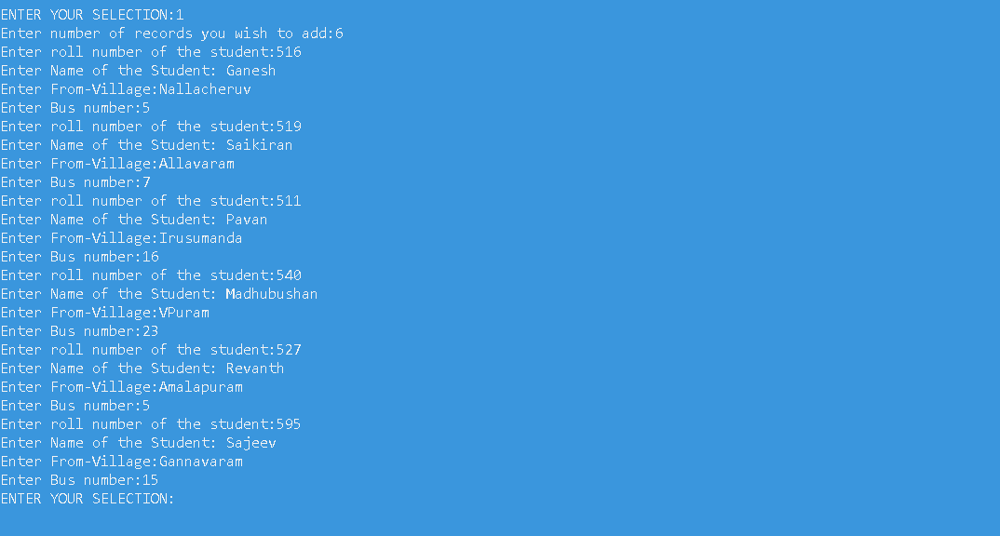 ENTER YOUR SELECTION:1
Enter number of records you wish to add:6
Enter roll number of the student:516
Enter Name of the Student: Ganesh
Enter From-Village:Nallacheruv
Enter Bus number:5
Enter roll number of the student:519
Enter Name of the Student: Saikiran
Enter From-Village:Allavaram
Enter Bus number:7
Enter roll number of the student:511
Enter Name of the Student: Pavan
Enter From-Village:Irusumanda
Enter Bus number:16
Enter roll number of the student:540
Enter Name of the Student: Madhubushan
Enter From-Village:VPuram
Enter Bus number:23
Enter roll number of the student:527
Enter Name of the Student: Revanth
Enter From-Village:Amalapuram
Enter Bus number:5
Enter roll number of the student:595
Enter Name of the Student: Sajeev
Enter From-Village:Gannavaram
Enter Bus number:15
ENTER YOUR SELECTION: